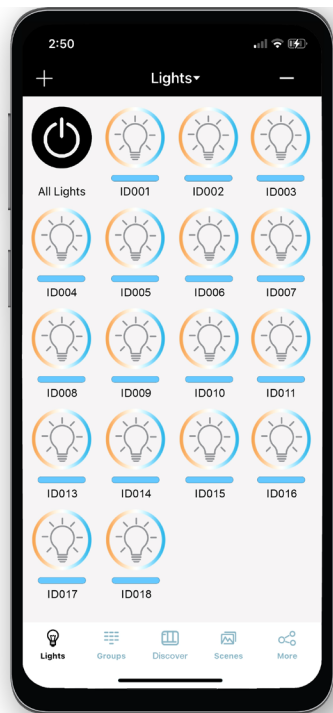 2:50
Lights
All Lights ID001 ID002 ID003
ID004 ID005 ID006 ID007
ID008 ID009 ID010 ID011
ID013 ID014 ID015 ID016
ID017 ID018
Lights Groups Discover Scenes More